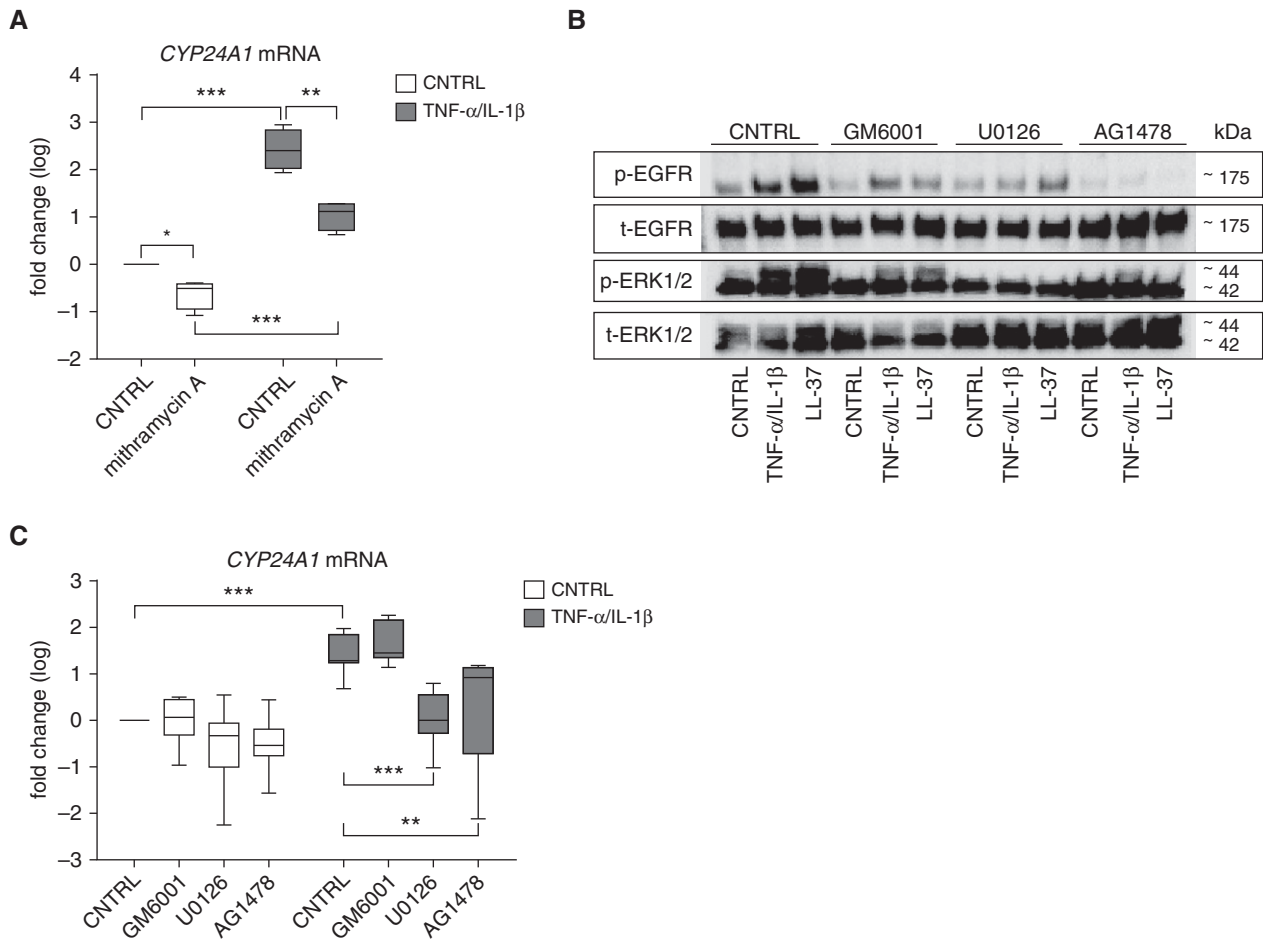 A
CYP24A1 mRNA
CNTRL
TNF-α/IL-1β
fold change (log)
4
3
2
1
0
–1
–2
***
**
*
***
CNTRL
mithramycin A
CNTRL
mithramycin A
B
CNTRL GM6001 U0126 AG1478 kDa
p-EGFR ~ 175
t-EGFR ~ 175
p-ERK1/2 ~ 44
~ 42
t-ERK1/2 ~ 44
~ 42
CNTRL
TNF-α/IL-1β
LL-37
CNTRL
TNF-α/IL-1β
LL-37
CNTRL
TNF-α/IL-1β
LL-37
CNTRL
TNF-α/IL-1β
LL-37
C
CYP24A1 mRNA
CNTRL
TNF-α/IL-1β
fold change (log)
3
2
1
0
–1
–2
–3
***
***
**
CNTRL
GM6001
U0126
AG1478
CNTRL
GM6001
U0126
AG1478